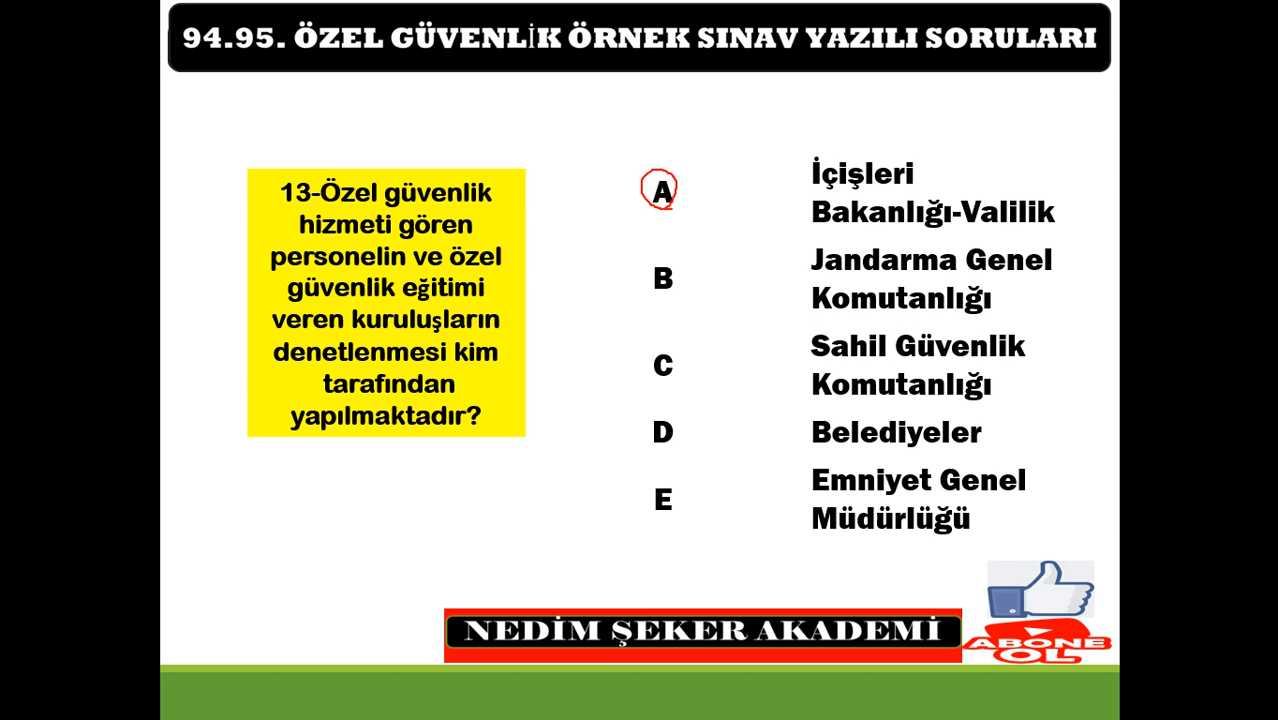 94.95. ÖZEL GÜVENLİK ÖRNEK SINAV YAZILI SORULARI
13-Özel güvenlik
hizmeti gören
personelin ve özel
güvenlik eğitimi
veren kuruluşların
denetlenmesi kim
tarafından
yapılmaktadır?
A
İçişleri
Bakanlığı-Valilik
B
Jandarma Genel
Komutanlığı
C
Sahil Güvenlik
Komutanlığı
D
Belediyeler
E
Emniyet Genel
Müdürlüğü
NEDİM ŞEKER AKADEMİ
ABONE
OL